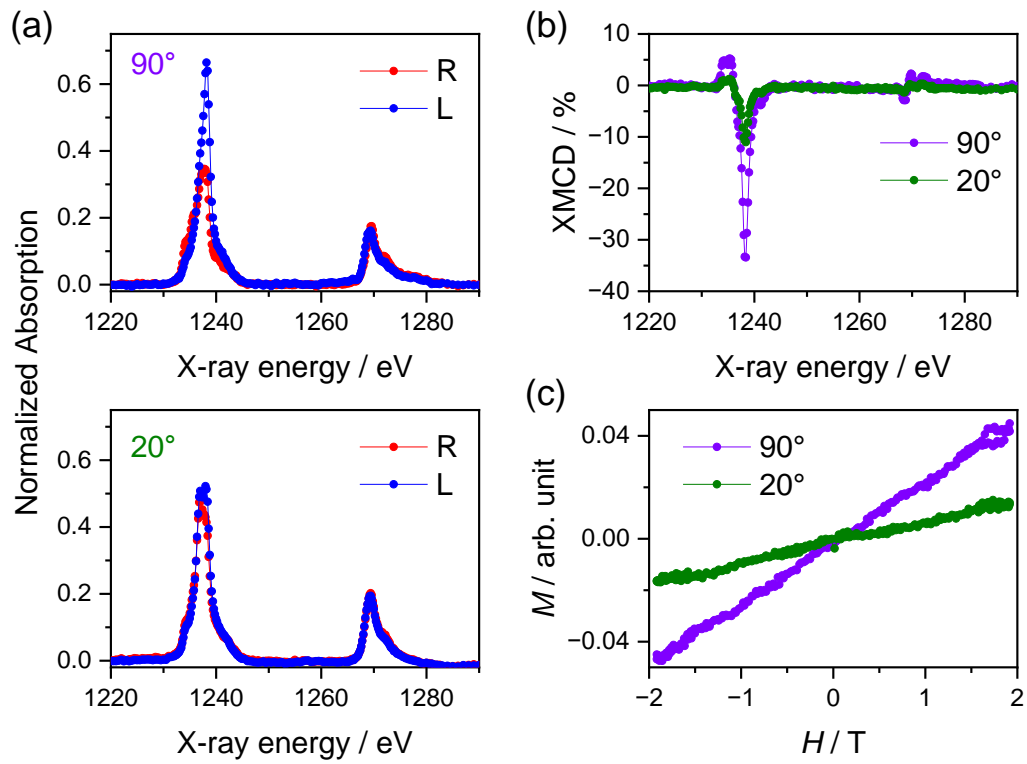 (a)
90°
R
L
0.6
0.4
0.2
0.0
1220 1240 1260 1280
X-ray energy / eV
Normalized Absorption
20°
R
L
0.6
0.4
0.2
0.0
1220 1240 1260 1280
X-ray energy / eV
(b)
10
0
−10
−20
−30
−40
XMCD / %
90°
20°
1220 1240 1260 1280
X-ray energy / eV
(c)
90°
20°
0.04
0.00
−0.04
M / arb. unit
−2 −1 0 1 2
H / T